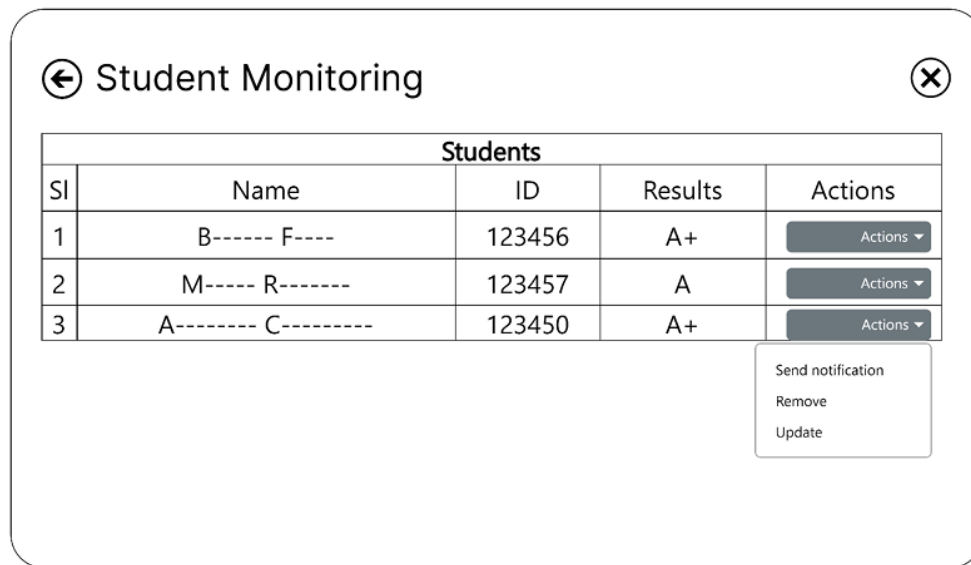 Student Monitoring
Students
Sl Name ID Results Actions
1 B------ F---- 123456 A+ Actions
2 M----- R------- 123457 A Actions
3 A-------- C--------- 123450 A+ Actions
Send notification
Remove
Update